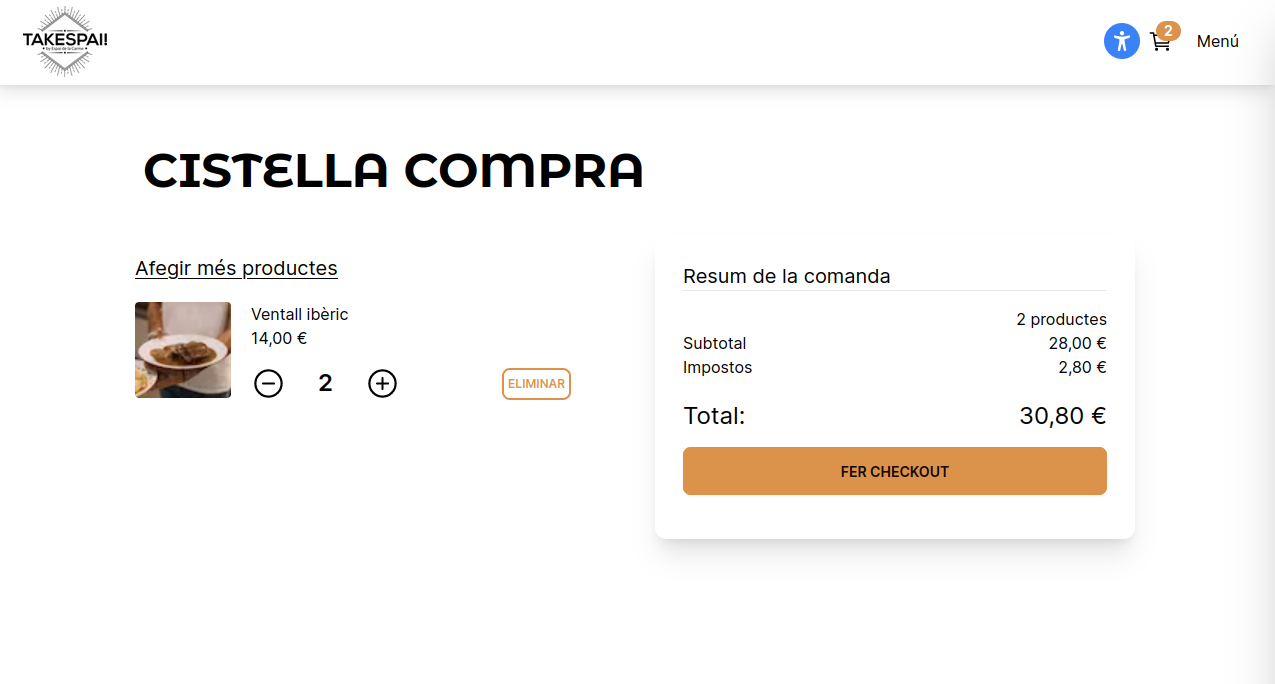 TAKESPAI!
by Espai de la Carme
2
Menú
CISTELLA COMPRA
Afegir més productes
Ventall ibèric
14,00 €
2
ELIMINAR
Resum de la comanda
2 productes
Subtotal 28,00 €
Impostos 2,80 €
Total: 30,80 €
FER CHECKOUT